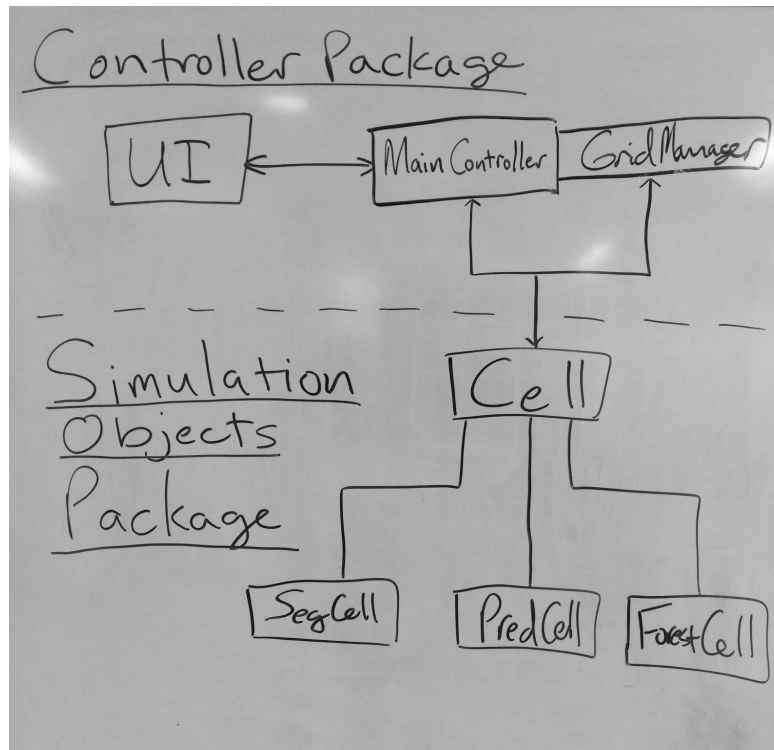 Controller Package
UI
Main Controller
GridManager
Simulation
Objects
Package
Cell
SegCell
PredCell
ForestCell